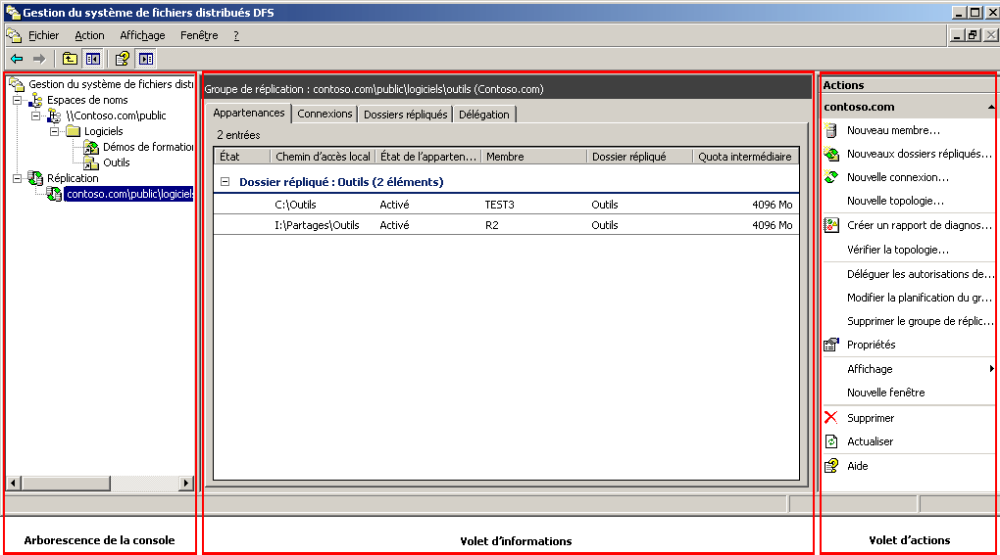 Gestion du système de fichiers distribués DFS
Fichier Action Affichage Fenêtre ?
Gestion du système de fichiers distri
Espaces de noms
\\Contoso.com\public
Logiciels
Démos de formation
Outils
Réplication
contoso.com\public\logiciels
Groupe de réplication : contoso.com\public\logiciels\outils (Contoso.com)
Appartenances Connexions Dossiers répliqués Délégation
2 entrées
État Chemin d'accès local État de l'apparten... Membre Dossier répliqué Quota intermédiaire
Dossier répliqué : Outils (2 éléments)
C:\Outils Activé TEST3 Outils 4096 Mo
I:\Partages\Outils Activé R2 Outils 4096 Mo
Actions
contoso.com
Nouveau membre...
Nouveaux dossiers répliqués...
Nouvelle connexion...
Nouvelle topologie...
Créer un rapport de diagnos...
Vérifier la topologie...
Déléguer les autorisations de...
Modifier la planification du gr...
Supprimer le groupe de réplic...
Propriétés
Affichage
Nouvelle fenêtre
Supprimer
Actualiser
Aide
Arborescence de la console
Volet d'informations
Volet d'actions